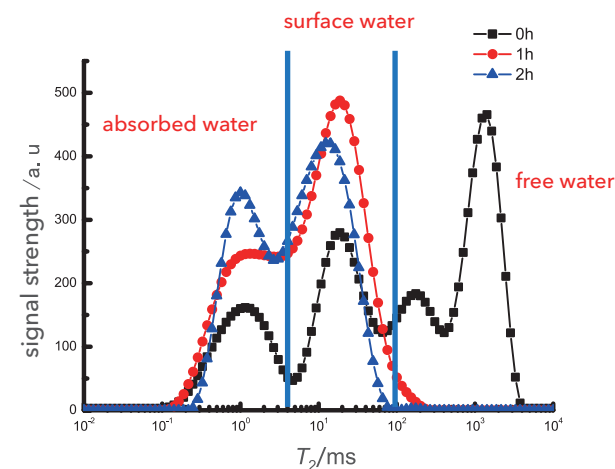 surface water
0h
1h
2h
absorbed water
free water
signal strength /a. u
500
400
300
200
100
0
10⁻² 10⁻¹ 10⁰ 10¹ 10² 10³ 10⁴
T₂/ms